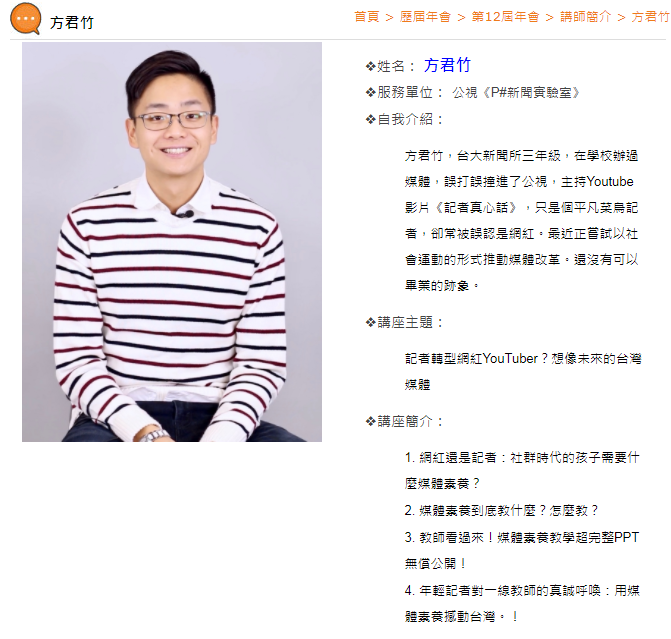 方君竹
首頁 > 歷屆年會 > 第12屆年會 > 講師簡介 > 方君竹
❖姓名： 方君竹
❖服務單位： 公視《P#新聞實驗室》
❖自我介紹：
方君竹，台大新聞所三年級，在學校辦過
媒體，誤打誤撞進了公視，主持Youtube
影片《記者真心話》，只是個平凡菜鳥記
者，卻常被誤認是網紅。最近正嘗試以社
會運動的形式推動媒體改革。還沒有可以
畢業的跡象。
❖講座主題：
記者轉型網紅YouTuber？想像未來的台灣
媒體
❖講座簡介：
1. 網紅還是記者：社群時代的孩子需要什
麼媒體素養？
2. 媒體素養到底教什麼？怎麼教？
3. 教師看過來！媒體素養教學超完整PPT
無償公開！
4. 年輕記者對一線教師的真誠呼喚：用媒
體素養撼動台灣。！